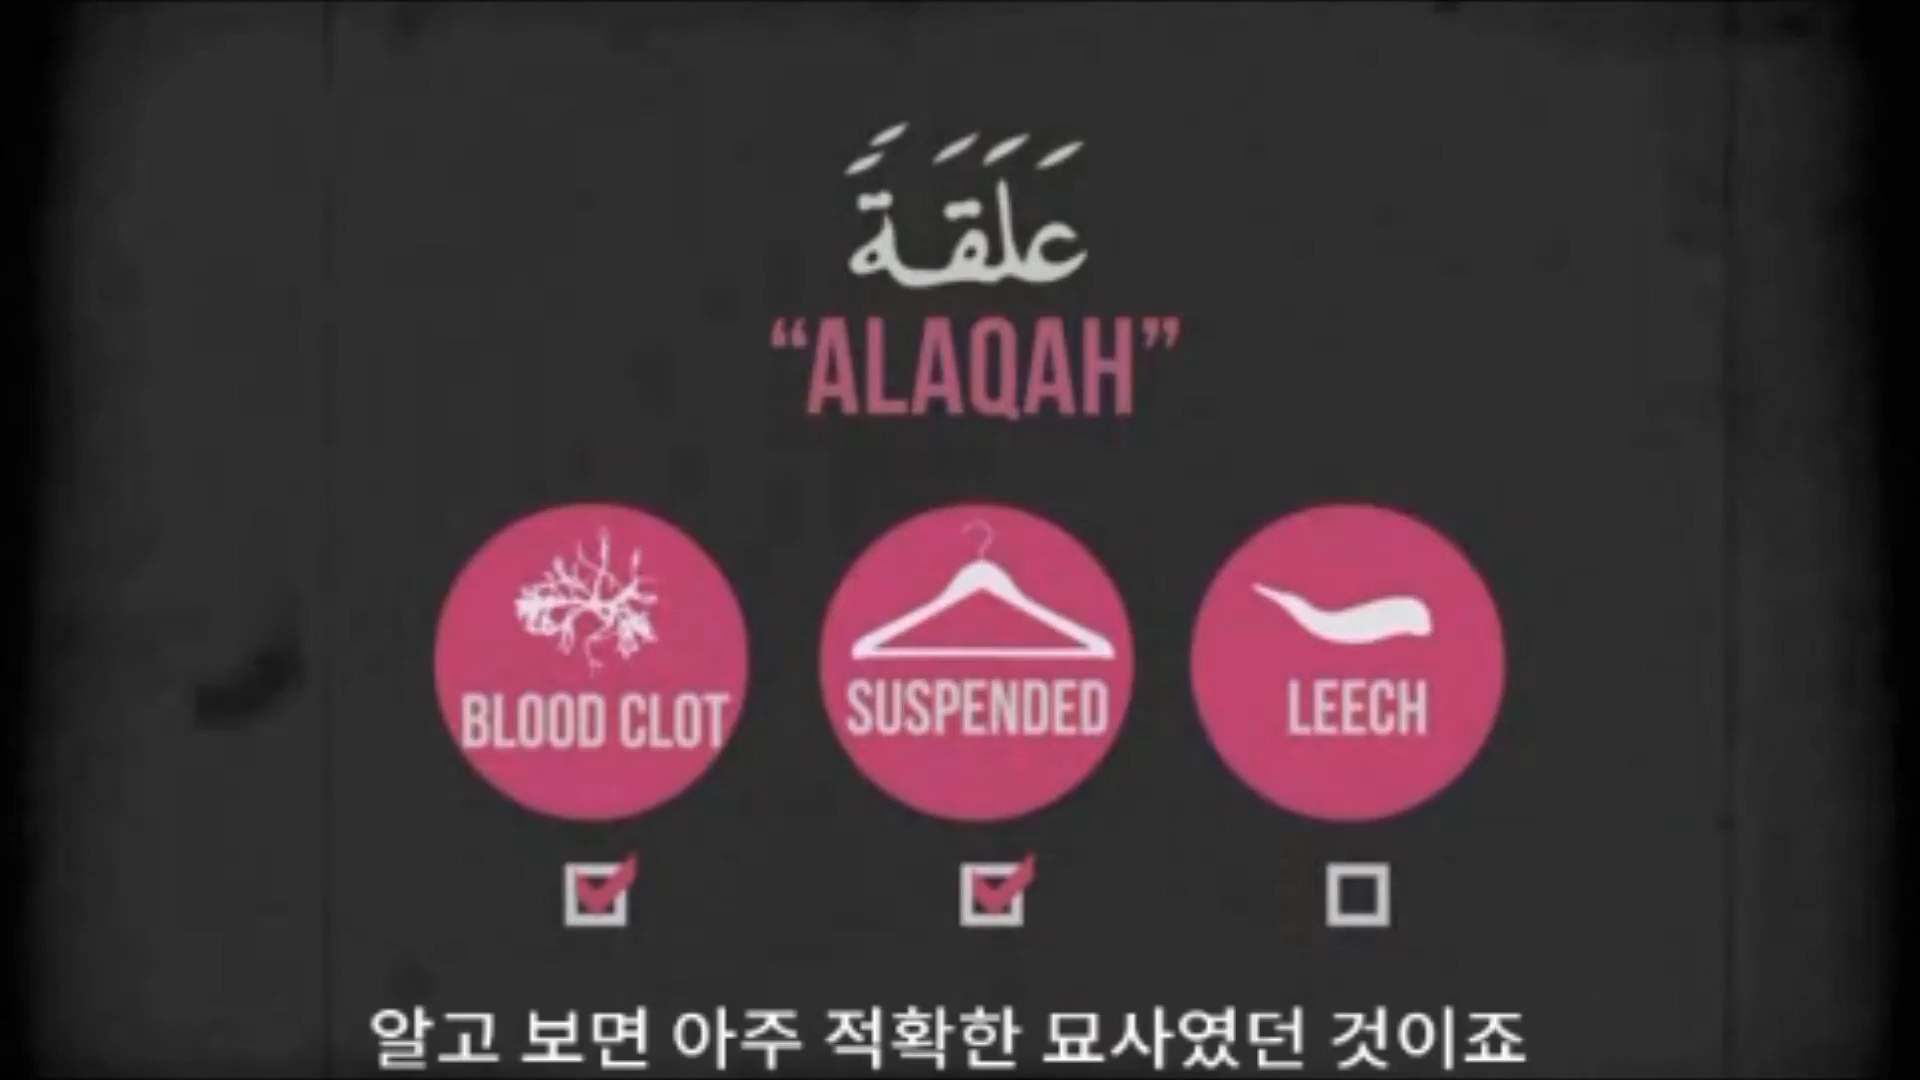 عَلَقَةً
“ALAQAH”
BLOOD CLOT
SUSPENDED
LEECH
알고 보면 아주 적확한 묘사였던 것이죠